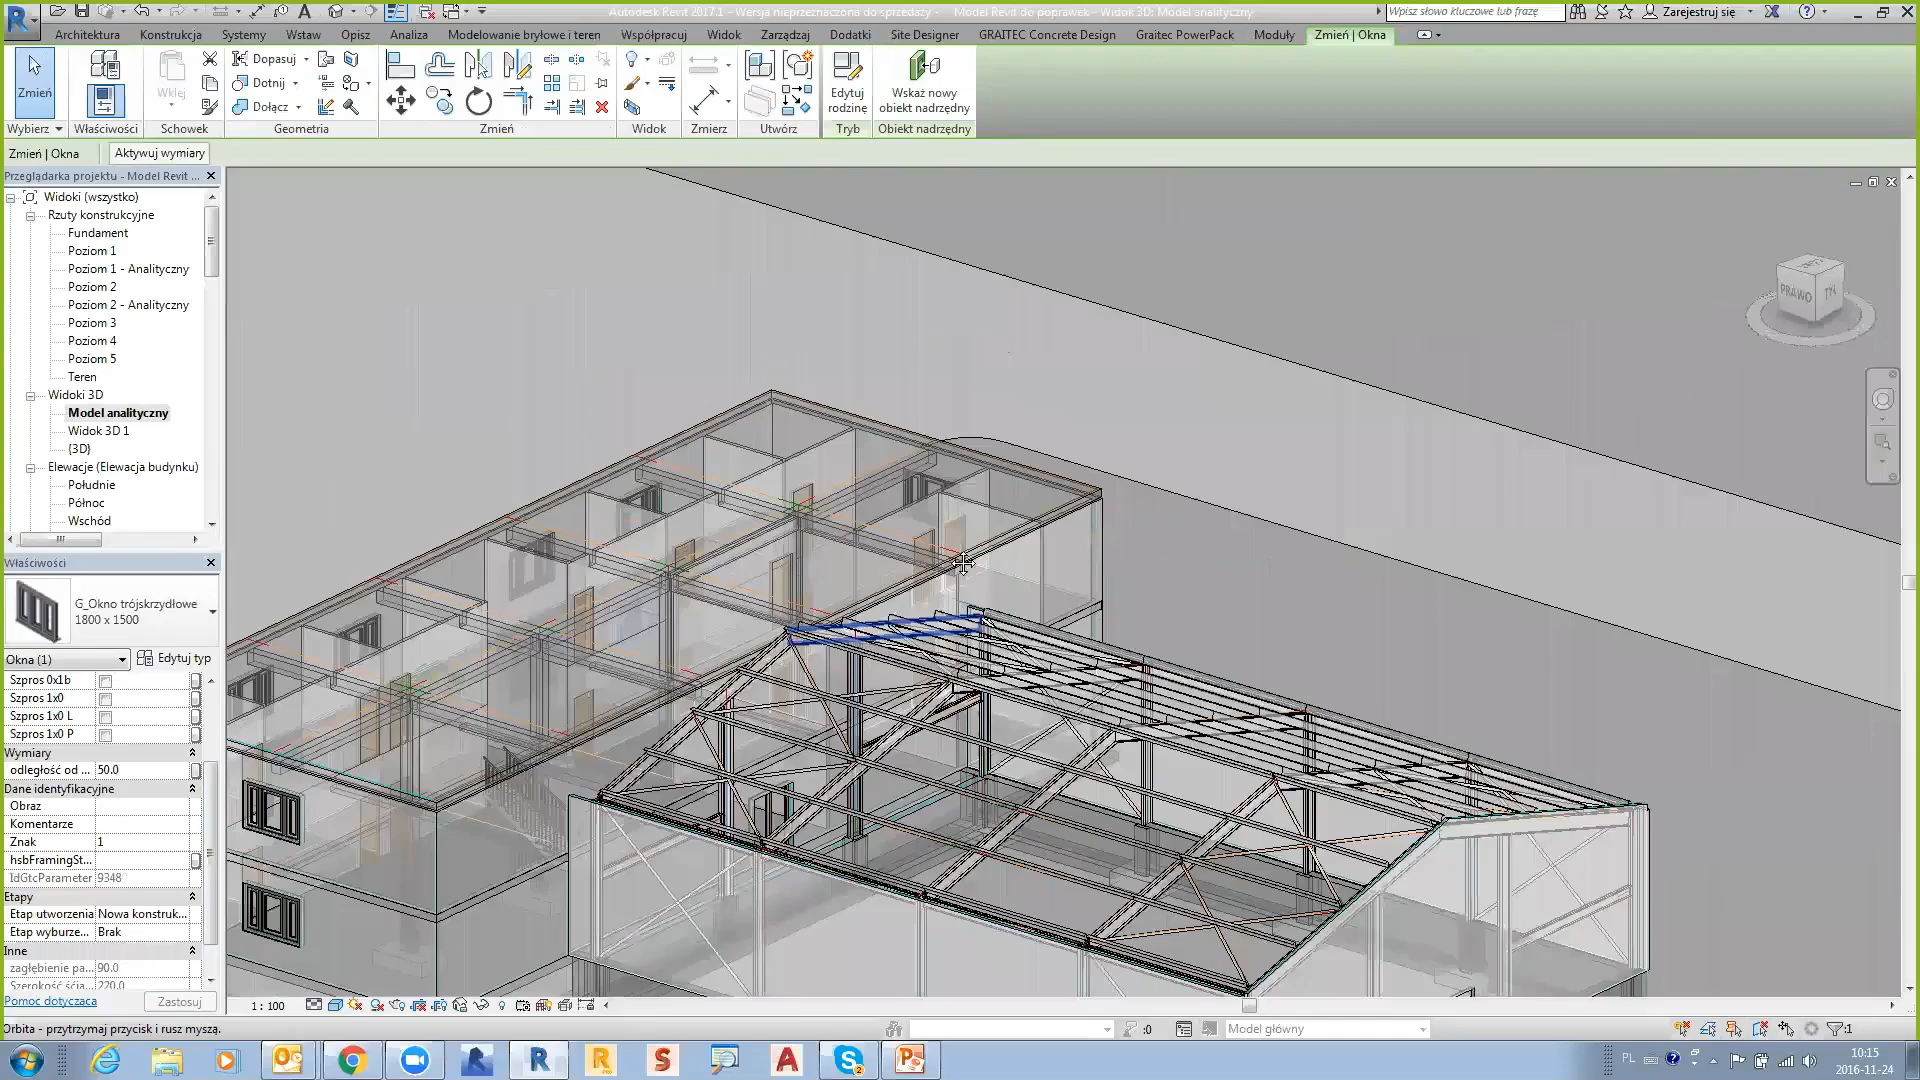 Autodesk Revit 2017.1 - Wersja nieprzeznaczona do sprzedaży - Model Revit do poprawek - Widok 3D: Model analityczny
Wpisz słowo kluczowe lub frazę
Zarejestruj się
Architektura Konstrukcja Systemy Wstaw Opisz Analiza Modelowanie bryłowe i teren Współpracuj Widok Zarządzaj Dodatki Site Designer GRAITEC Concrete Design Graitec PowerPack Moduły Zmień | Okna
Zmień
Wklej
Dopasuj
Dotnij
Dołącz
Edytuj rodzinę
Wskaż nowy obiekt nadrzędny
Wybierz Właściwości Schowek Geometria Zmień Widok Zmierz Utwórz Tryb Obiekt nadrzędny
Zmień | Okna Aktywuj wymiary
Przeglądarka projektu - Model Revit ...
Widoki (wszystko)
Rzuty konstrukcyjne
Fundament
Poziom 1
Poziom 1 - Analityczny
Poziom 2
Poziom 2 - Analityczny
Poziom 3
Poziom 4
Poziom 5
Teren
Widoki 3D
Model analityczny
Widok 3D 1
{3D}
Elewacje (Elewacja budynku)
Południe
Północ
Wschód
PRAWO TYŁ
Właściwości
G_Okno trójskrzydłowe
1800 x 1500
Okna (1) Edytuj typ
Szpros 0x1b
Szpros 1x0
Szpros 1x0 L
Szpros 1x0 P
Wymiary
odległość od ... 50.0
Dane identyfikacyjne
Obraz
Komentarze
Znak 1
hsbFramingSt...
IdGtcParameter 9348
Etapy
Etap utworzenia Nowa konstruk...
Etap wyburze... Brak
Inne
zagłębienie pa... 90.0
Szerokość ścia... 220.0
Pomoc dotycząca Zastosuj
1 : 100
Orbita - przytrzymaj przycisk i rusz myszą.
:0
Model główny
:1
PL
10:15
2016-11-24